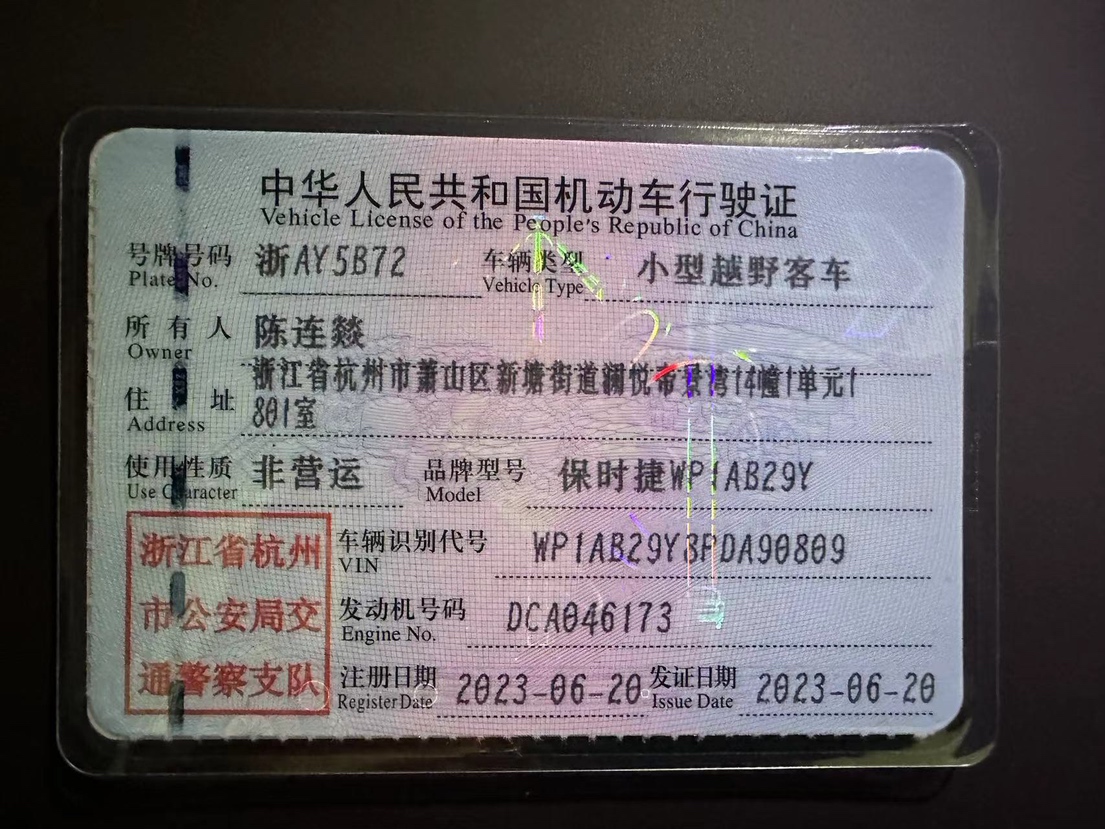 中华人民共和国机动车行驶证
Vehicle License of the People's Republic of China
号牌号码 浙AY5B72 车辆类型 小型越野客车
Plate No. Vehicle Type
所有人 陈连燚
Owner
浙江省杭州市萧山区新塘街道澜悦帝景湾14幢1单元1
住址 801室
Address
使用性质 非营运 品牌型号 保时捷WP1AB29Y
Use Character Model
浙江省杭州 车辆识别代号 WP1AB29Y8PDA90809
VIN
市公安局交 发动机号码 DCA046173
Engine No.
通警察支队 注册日期 2023-06-20 发证日期 2023-06-20
Register Date Issue Date